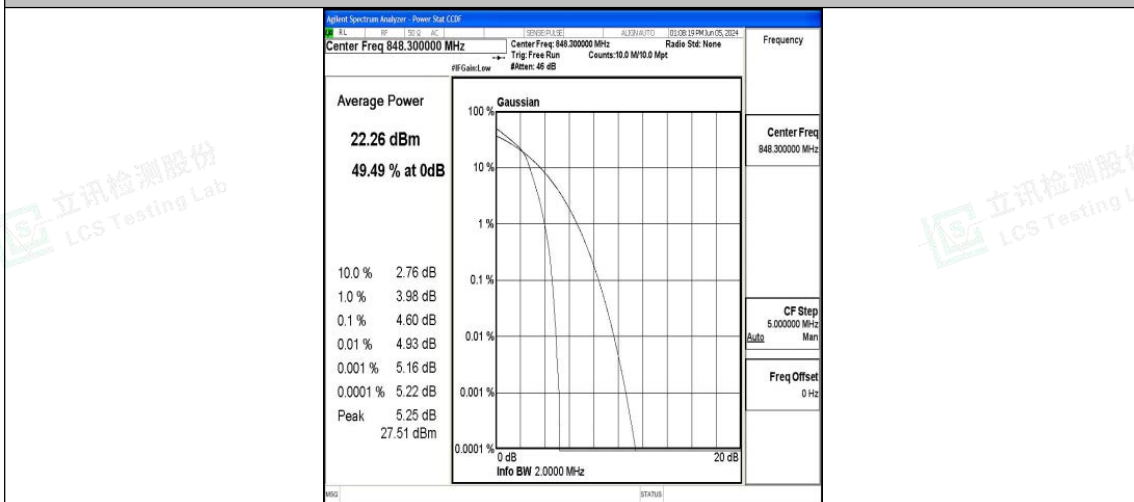 Agilent Spectrum Analyzer - Power Stat CCDF
RL RF 50 Ω AC SENSE:PULSE ALIGN AUTO 01:08:19 PM Jun 05, 2024
Center Freq 848.300000 MHz
Center Freq: 848.300000 MHz Radio Std: None
Trig: Free Run Counts:10.0 M/10.0 Mpt
#IFGain:Low #Atten: 46 dB
Frequency
Average Power
22.26 dBm
49.49 % at 0dB
10.0 % 2.76 dB
1.0 % 3.98 dB
0.1 % 4.60 dB
0.01 % 4.93 dB
0.001 % 5.16 dB
0.0001 % 5.22 dB
Peak 5.25 dB
27.51 dBm
Gaussian
100 %
10 %
1 %
0.1 %
0.01 %
0.001 %
0.0001 %
0 dB 20 dB
Info BW 2.0000 MHz
Center Freq
848.300000 MHz
CF Step
5.000000 MHz
Auto Man
Freq Offset
0 Hz
MSG STATUS
立讯检测股份
LCS Testing Lab
立讯检测股份
LCS Testing L